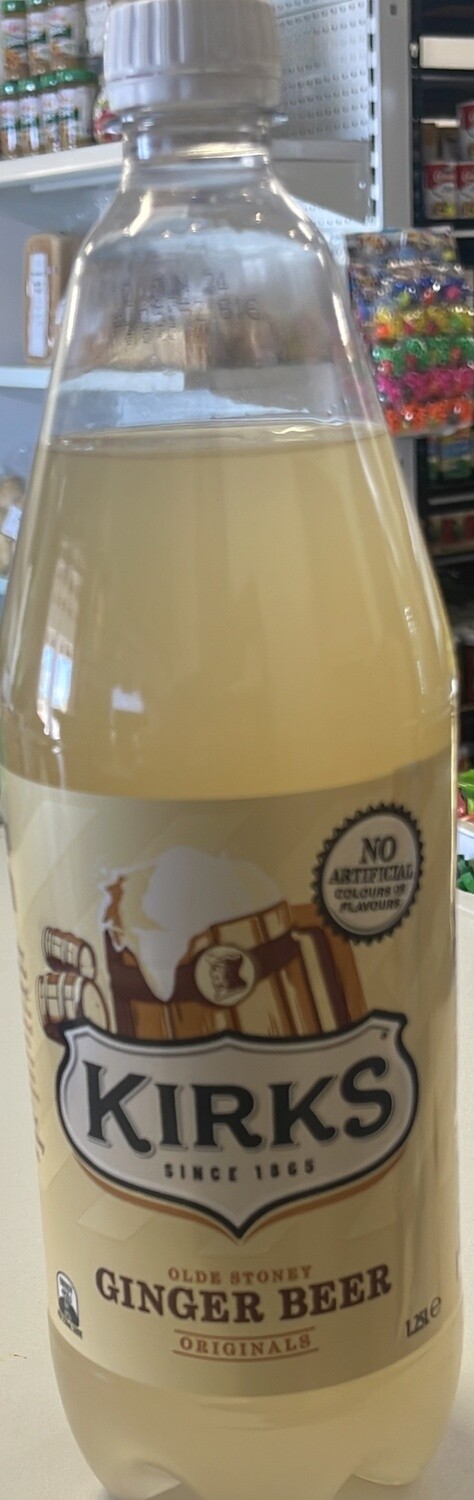 NO
ARTIFICIAL
COLOURS OR
FLAVOURS
KIRKS
SINCE 1865
OLDE STONEY
GINGER BEER
ORIGINALS
1.25L e